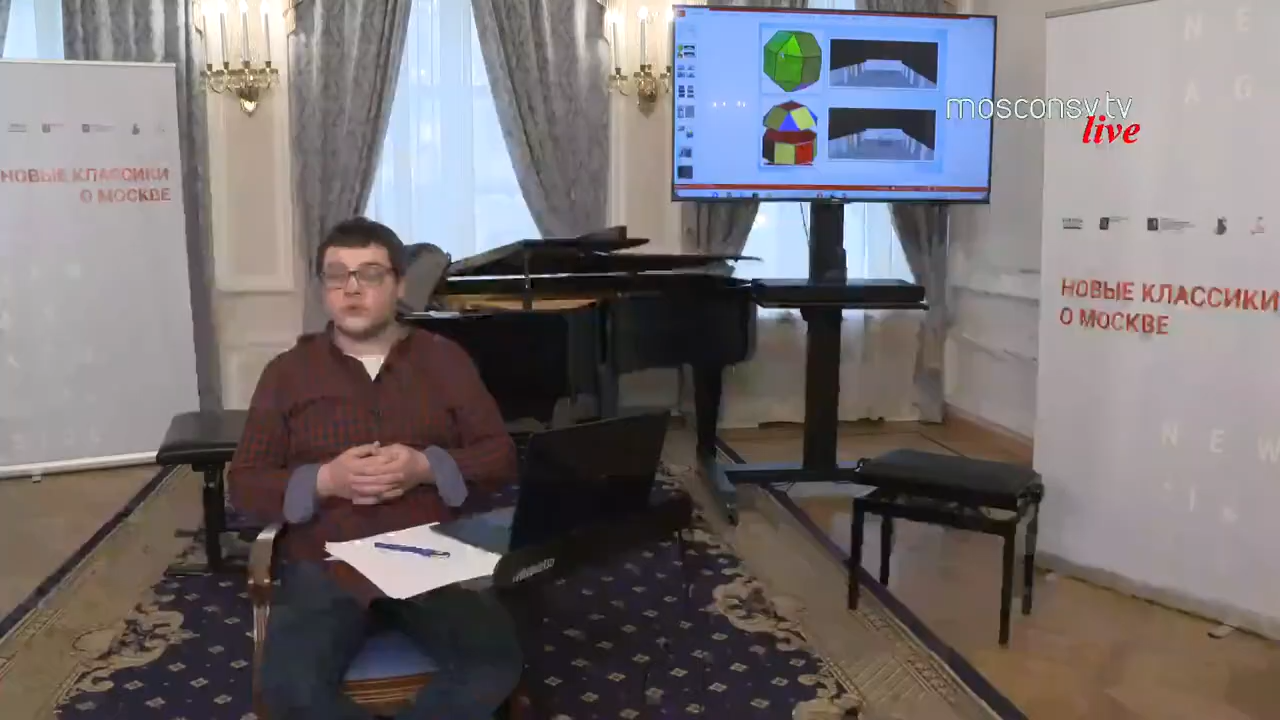 НОВЫЕ КЛАССИКИ
О МОСКВЕ
mosconsv.tv
live
N E
A G
НОВЫЕ КЛАССИКИ
О МОСКВЕ
N E W